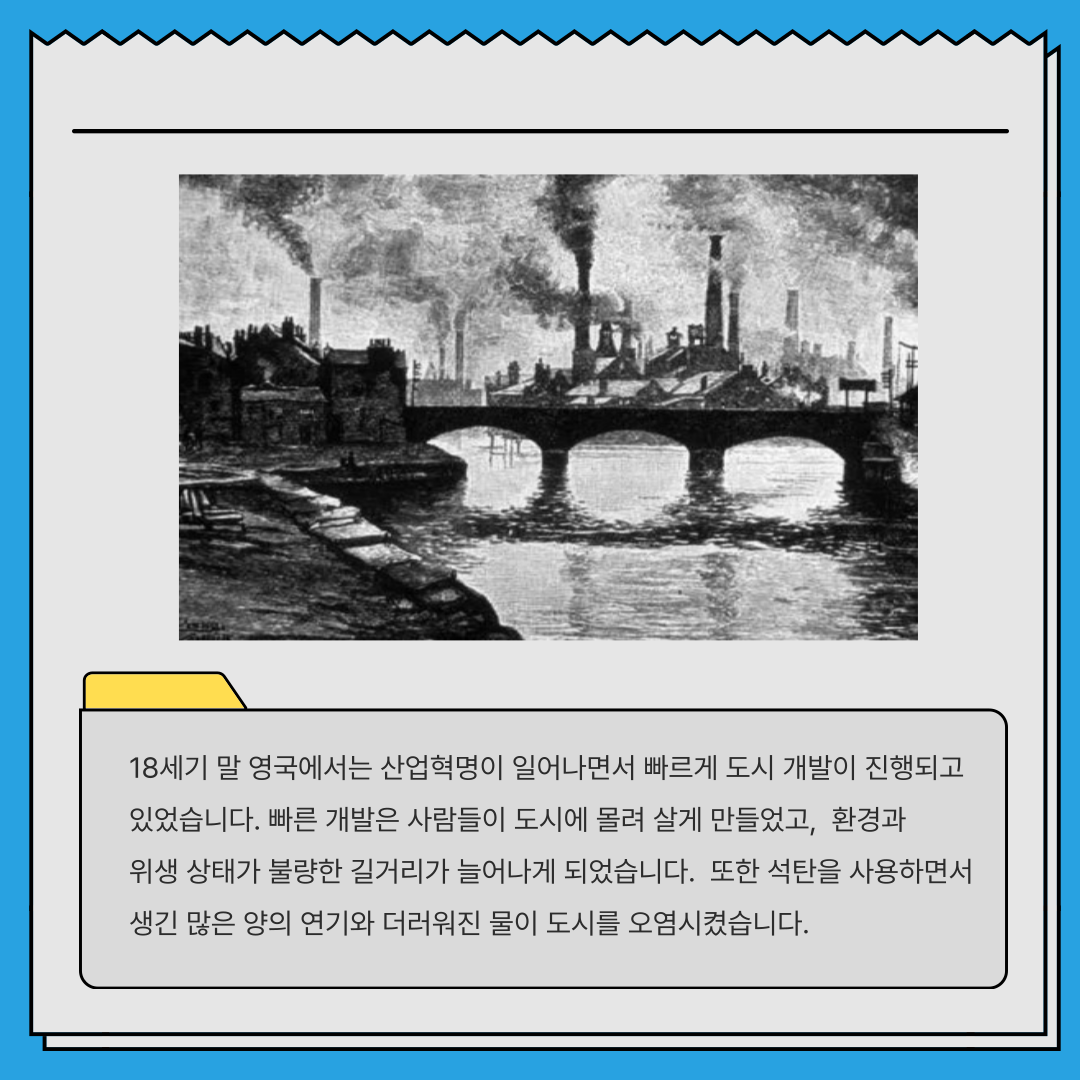 18세기 말 영국에서는 산업혁명이 일어나면서 빠르게 도시 개발이 진행되고
있었습니다. 빠른 개발은 사람들이 도시에 몰려 살게 만들었고, 환경과
위생 상태가 불량한 길거리가 늘어나게 되었습니다. 또한 석탄을 사용하면서
생긴 많은 양의 연기와 더러워진 물이 도시를 오염시켰습니다.